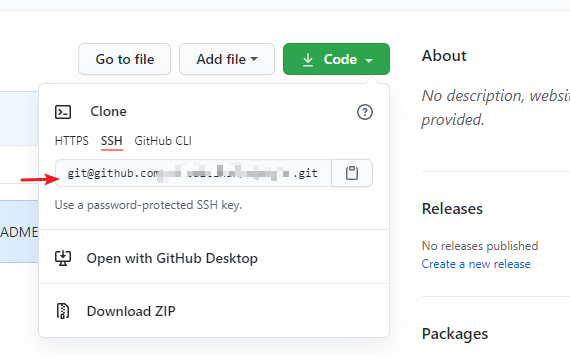 Go to file
Add file
Code
About
No description, websi
provided.
Clone
HTTPS
SSH
GitHub CLI
git@github.com .git
Use a password-protected SSH key.
ADME
Open with GitHub Desktop
Download ZIP
Releases
No releases published
Create a new release
Packages